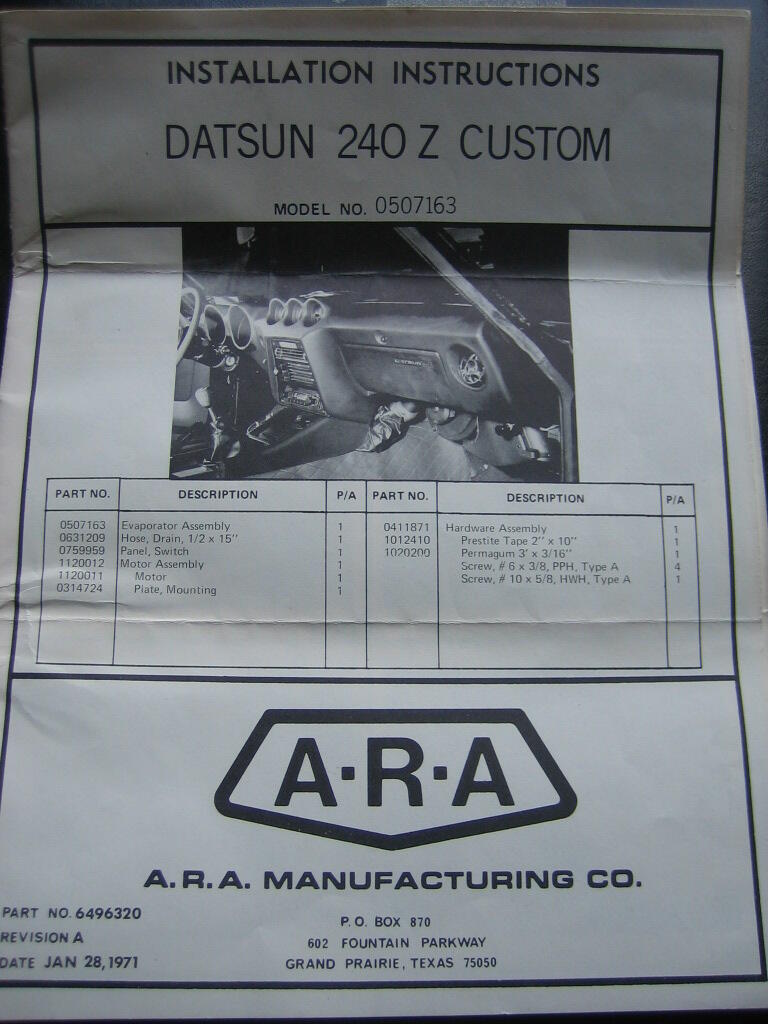 INSTALLATION INSTRUCTIONS
DATSUN 240 Z CUSTOM
MODEL NO. 0507163
PART NO. DESCRIPTION P/A PART NO. DESCRIPTION P/A
0507163 Evaporator Assembly 1 0411871 Hardware Assembly 1
0631209 Hose, Drain, 1/2 x 15" 1 1012410 Prestite Tape 2" x 10" 1
0759959 Panel, Switch 1 1020200 Permagum 3' x 3/16" 1
1120012 Motor Assembly 1 Screw, # 6 x 3/8, PPH, Type A 4
1120011 Motor 1 Screw, # 10 x 5/8, HWH, Type A 1
0314724 Plate, Mounting 1
A·R·A
A.R.A. MANUFACTURING CO.
PART NO. 6496320
REVISION A
DATE JAN 28, 1971
P.O. BOX 870
602 FOUNTAIN PARKWAY
GRAND PRAIRIE, TEXAS 75050